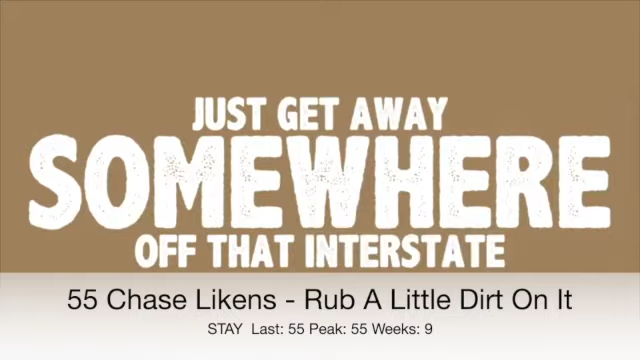 JUST GET AWAY
SOMEWHERE
OFF THAT INTERSTATE
55 Chase Likens - Rub A Little Dirt On It
STAY  Last: 55 Peak: 55 Weeks: 9